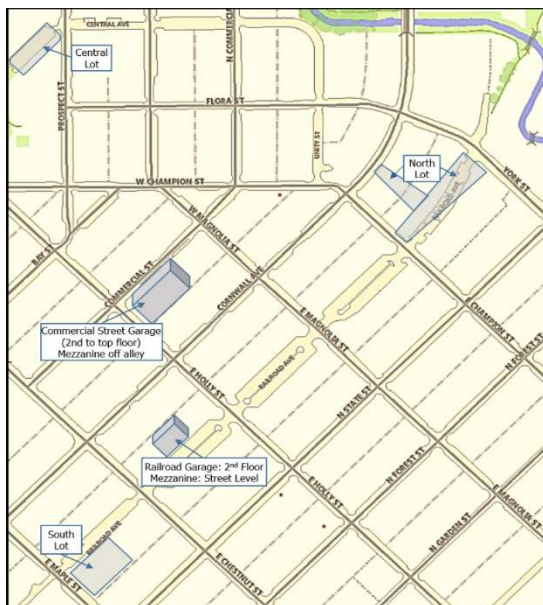 CENTRAL AVE
N COMMERCIAL
Central
Lot
PROSPECT ST
FLORA ST
UNITY ST
North
Lot
YORK ST
RAILROAD AVE
W CHAMPION ST
BAY ST
W MAGNOLIA ST
COMMERCIAL ST
CORNWALL AVE
E CHAMPION ST
N FOREST ST
Commercial Street Garage
(2nd to top floor)
Mezzanine off alley
E MAGNOLIA ST
RAILROAD AVE
E HOLLY ST
N STATE ST
Railroad Garage: 2nd Floor
Mezzanine: Street Level
N FOREST ST
E HOLLY ST
E MAGNOLIA ST
N GARDEN ST
South
Lot
RAILROAD AVE
E MAPLE ST
E CHESTNUT ST